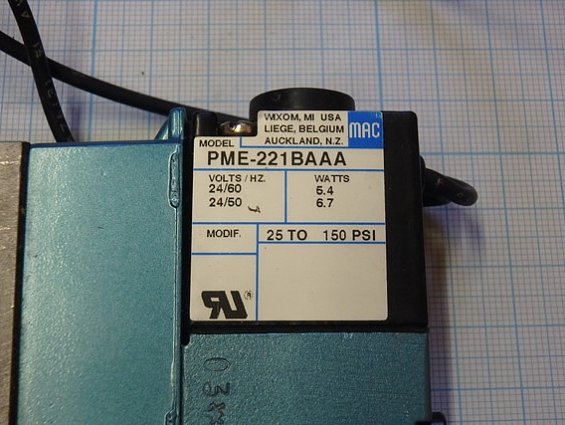 WIXOM, MI USA
LIEGE, BELGIUM
AUCKLAND, N.Z.
MAC
MODEL
PME-221BAAA
VOLTS/HZ. WATTS
24/60 5.4
24/50 6.7
MODIF. 25 TO 150 PSI